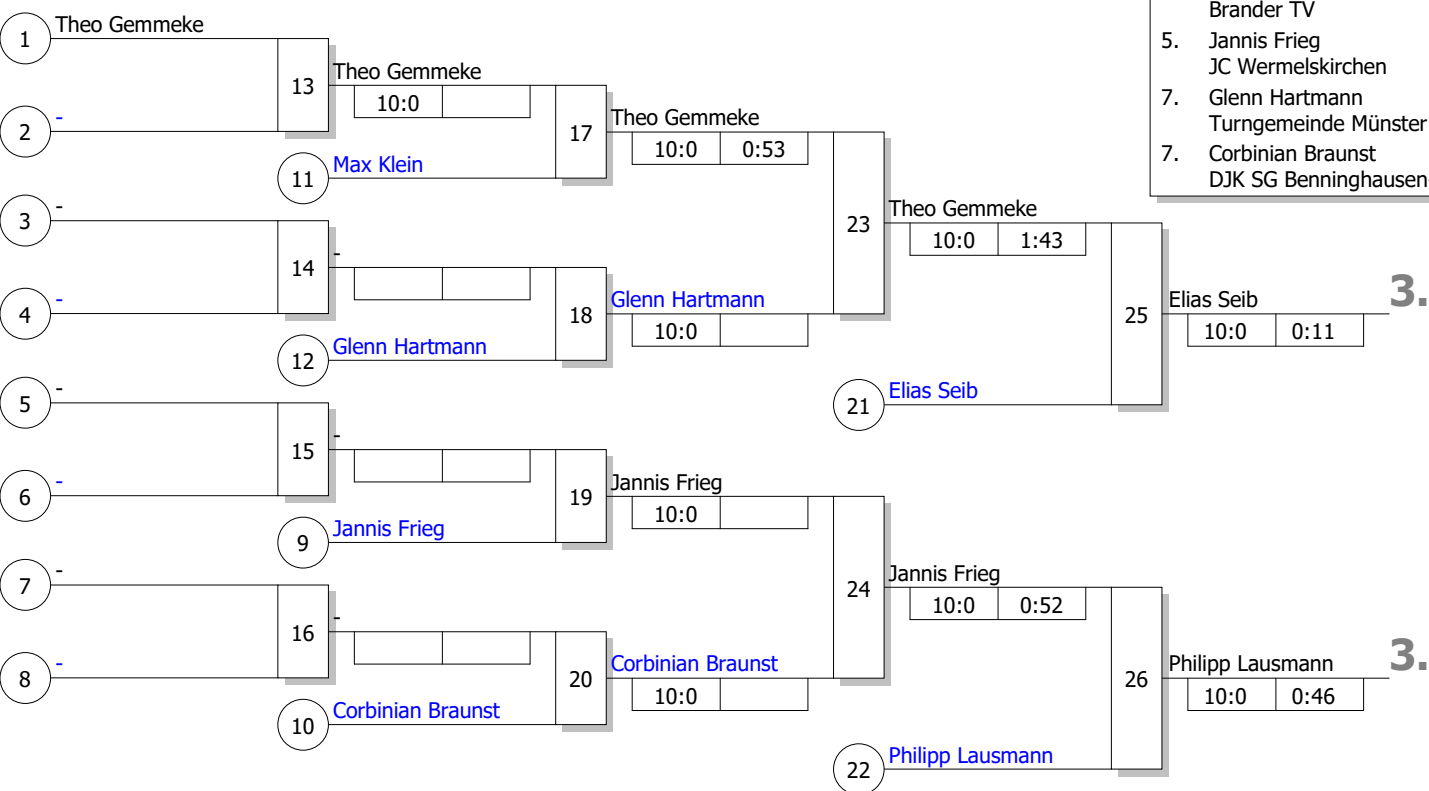 Brander TV
5. Jannis Frieg
JC Wermelskirchen
7. Glenn Hartmann
Turngemeinde Münster
7. Corbinian Braunst
DJK SG Benninghausen
1 Theo Gemmeke
2 -
3 -
4 -
5 -
6 -
7 -
8 -
13 Theo Gemmeke
10:0
11 Max Klein
14 -
12 Glenn Hartmann
15 -
9 Jannis Frieg
16 -
10 Corbinian Braunst
17 Theo Gemmeke
10:0 0:53
18 Glenn Hartmann
10:0
19 Jannis Frieg
10:0
20 Corbinian Braunst
10:0
23 Theo Gemmeke
10:0 1:43
21 Elias Seib
24 Jannis Frieg
10:0 0:52
22 Philipp Lausmann
25 Elias Seib 3.
10:0 0:11
26 Philipp Lausmann 3.
10:0 0:46